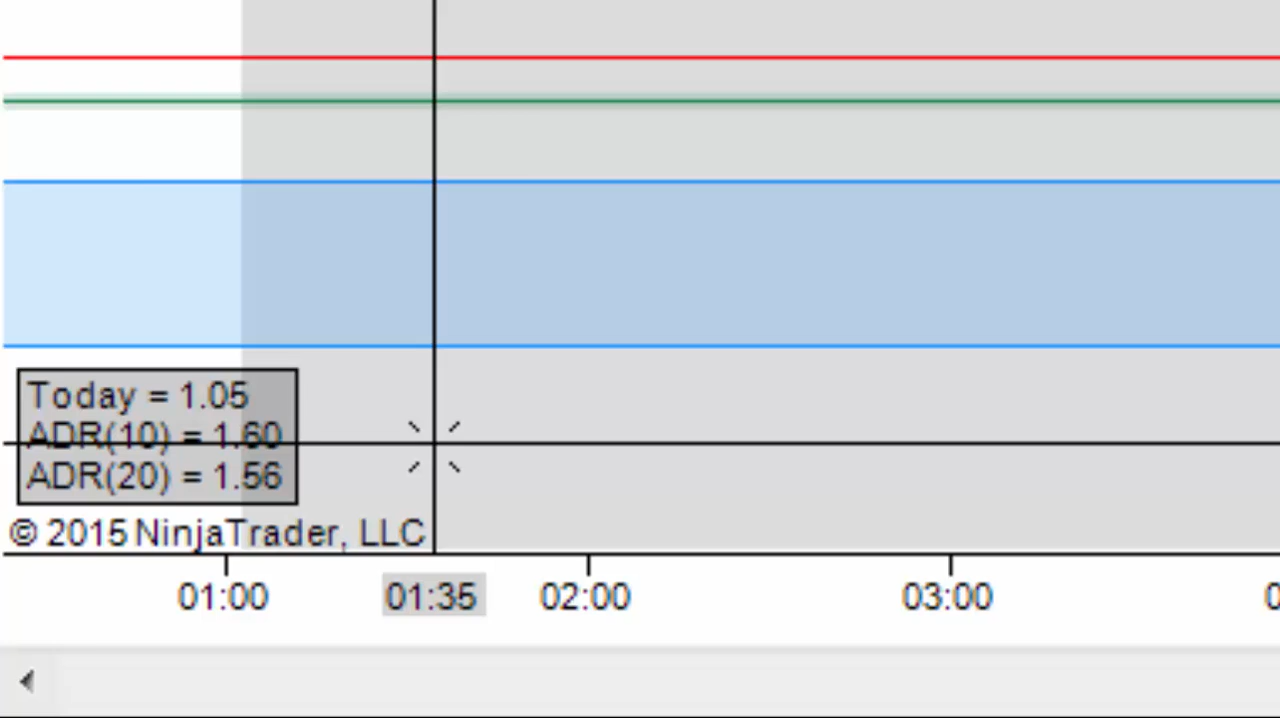 Today = 1.05
ADR(10) = 1.60
ADR(20) = 1.56
© 2015 NinjaTrader, LLC
01:00 01:35 02:00 03:00